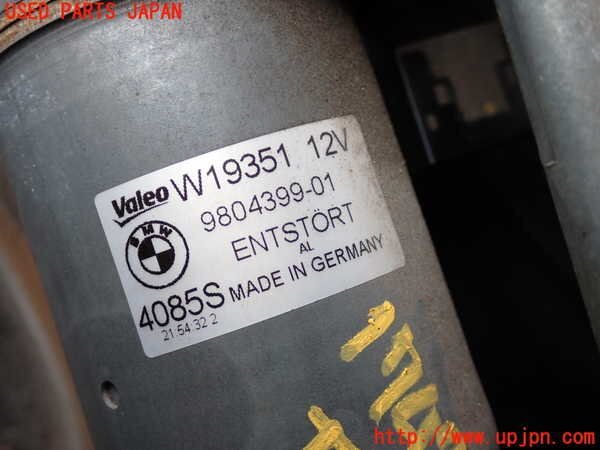 USED PARTS JAPAN
Valeo W19351 12V
9804399-01
BMW
ENTSTÖRT
AL
4085S MADE IN GERMANY
21:54:32 2
http://www.upjpn.com